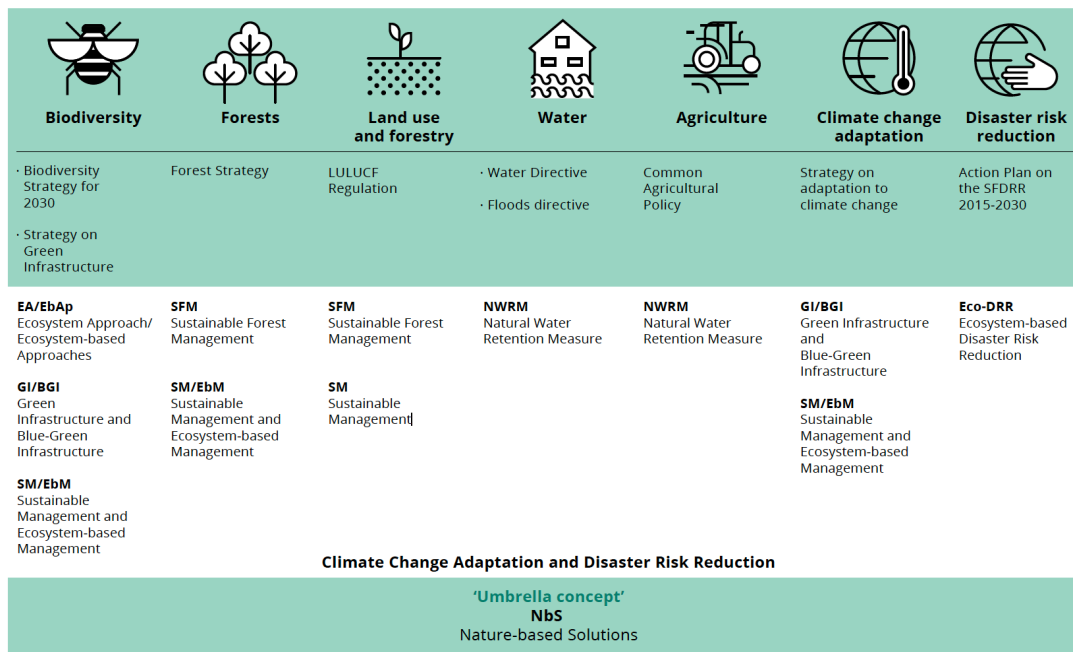 Biodiversity
Forests
Land use
and forestry
Water
Agriculture
Climate change
adaptation
Disaster risk
reduction
· Biodiversity
Strategy for
2030
· Strategy on
Green
Infrastructure
Forest Strategy
LULUCF
Regulation
· Water Directive
· Floods directive
Common
Agricultural
Policy
Strategy on
adaptation to
climate change
Action Plan on
the SFDRR
2015-2030
EA/EbAp
Ecosystem Approach/
Ecosystem-based
Approaches
GI/BGI
Green
Infrastructure and
Blue-Green
Infrastructure
SM/EbM
Sustainable
Management and
Ecosystem-based
Management
SFM
Sustainable Forest
Management
SM/EbM
Sustainable
Management and
Ecosystem-based
Management
SFM
Sustainable Forest
Management
SM
Sustainable
Management
NWRM
Natural Water
Retention Measure
NWRM
Natural Water
Retention Measure
GI/BGI
Green Infrastructure
and
Blue-Green
Infrastructure
SM/EbM
Sustainable
Management and
Ecosystem-based
Management
Eco-DRR
Ecosystem-based
Disaster Risk
Reduction
Climate Change Adaptation and Disaster Risk Reduction
‘Umbrella concept’
NbS
Nature-based Solutions